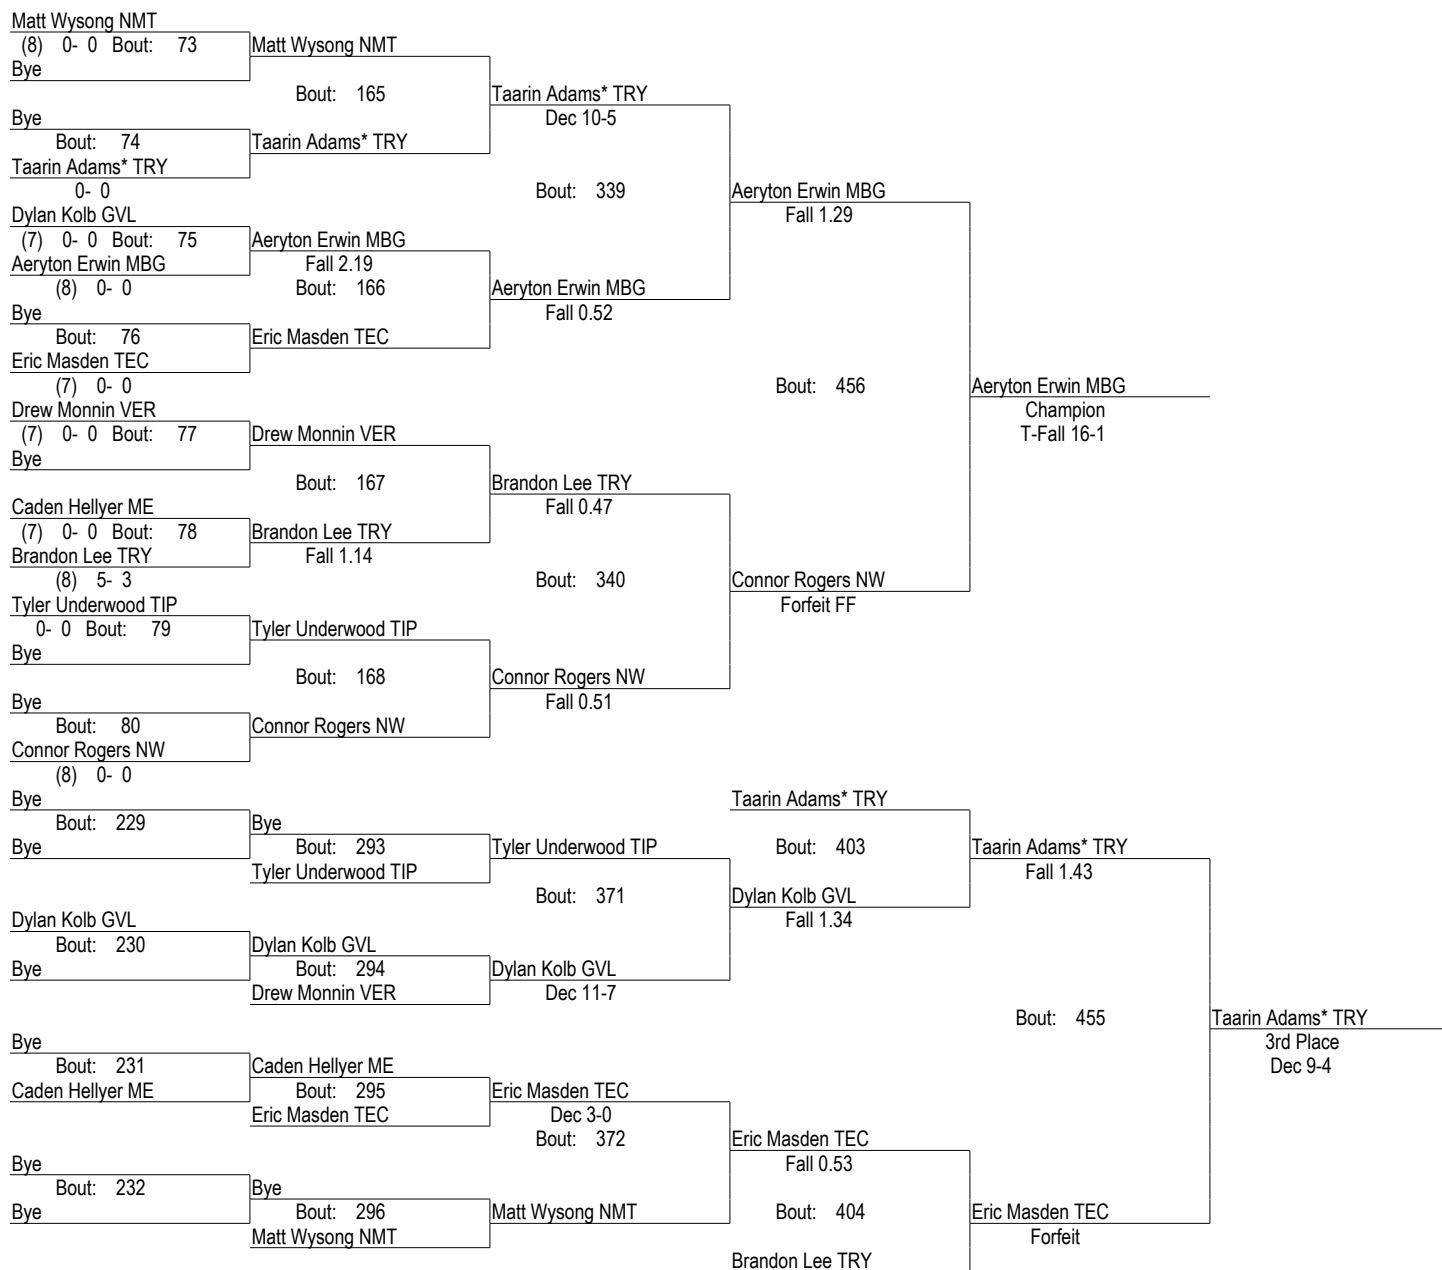 Matt Wysong NMT
(8) 0- 0 Bout: 73 Matt Wysong NMT
Bye
Bout: 165 Taarin Adams* TRY
Bye Dec 10-5
Bout: 74 Taarin Adams* TRY
Taarin Adams* TRY
0- 0 Bout: 339 Aeryton Erwin MBG
Dylan Kolb GVL Fall 1.29
(7) 0- 0 Bout: 75 Aeryton Erwin MBG
Aeryton Erwin MBG Fall 2.19
(8) 0- 0 Bout: 166 Aeryton Erwin MBG
Bye Fall 0.52
Bout: 76 Eric Masden TEC
Eric Masden TEC
(7) 0- 0 Bout: 456 Aeryton Erwin MBG
Drew Monnin VER Champion
(7) 0- 0 Bout: 77 Drew Monnin VER T-Fall 16-1
Bye
Bout: 167 Brandon Lee TRY
Caden Hellyer ME Fall 0.47
(7) 0- 0 Bout: 78 Brandon Lee TRY
Brandon Lee TRY Fall 1.14
(8) 5- 3 Bout: 340 Connor Rogers NW
Tyler Underwood TIP Forfeit FF
0- 0 Bout: 79 Tyler Underwood TIP
Bye
Bout: 168 Connor Rogers NW
Bye Fall 0.51
Bout: 80 Connor Rogers NW
Connor Rogers NW
(8) 0- 0
Bye Taarin Adams* TRY
Bout: 229 Bye
Bye Bout: 293 Tyler Underwood TIP Bout: 403 Taarin Adams* TRY
Tyler Underwood TIP Fall 1.43
Bout: 371 Dylan Kolb GVL
Dylan Kolb GVL Fall 1.34
Bout: 230 Dylan Kolb GVL
Bye Bout: 294 Dylan Kolb GVL
Drew Monnin VER Dec 11-7
Bout: 455 Taarin Adams* TRY
Bye 3rd Place
Bout: 231 Caden Hellyer ME Dec 9-4
Caden Hellyer ME Bout: 295 Eric Masden TEC
Eric Masden TEC Dec 3-0
Bout: 372 Eric Masden TEC
Bye Fall 0.53
Bout: 232 Bye
Bye Bout: 296 Matt Wysong NMT Bout: 404 Eric Masden TEC
Matt Wysong NMT Forfeit
Brandon Lee TRY